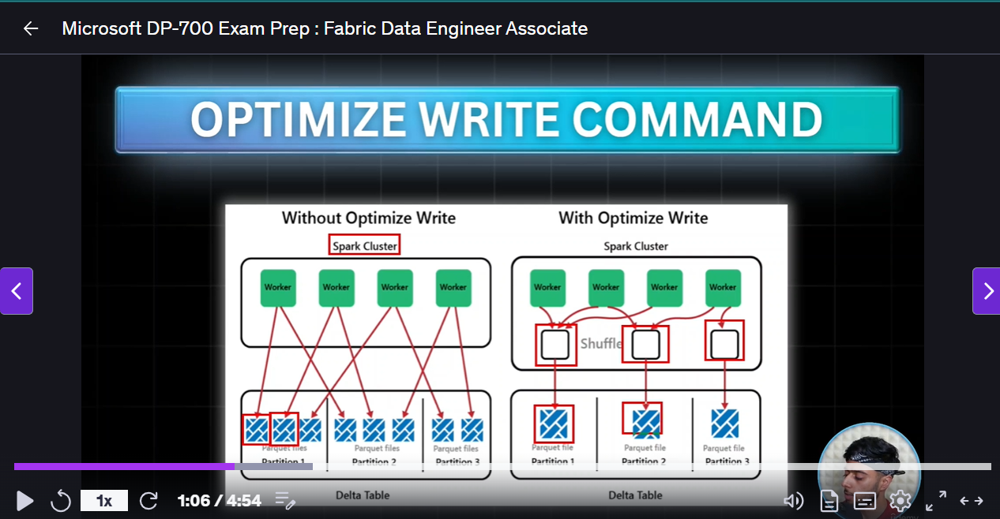 Microsoft DP-700 Exam Prep : Fabric Data Engineer Associate
OPTIMIZE WRITE COMMAND
Without Optimize Write
Spark Cluster
Worker Worker Worker Worker
Parquet files Parquet files Parquet files
Partition 1 Partition 2 Partition 3
Delta Table
With Optimize Write
Spark Cluster
Worker Worker Worker Worker
Shuffle
Parquet file Parquet file Parquet file
Partition 1 Partition 2 Partition 3
Delta Table
1x
1:06 / 4:54
Udemy